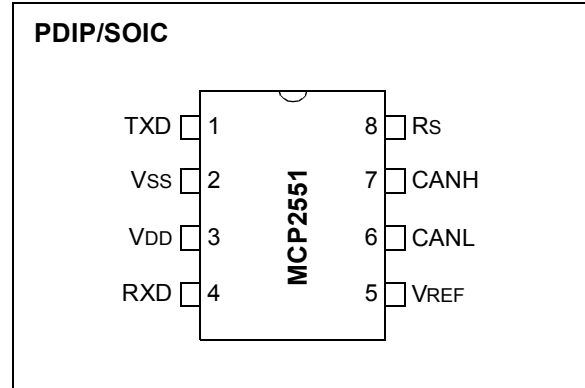 PDIP/SOIC
TXD 1 8 RS
VSS 2 7 CANH
VDD 3 6 CANL
RXD 4 5 VREF
MCP2551